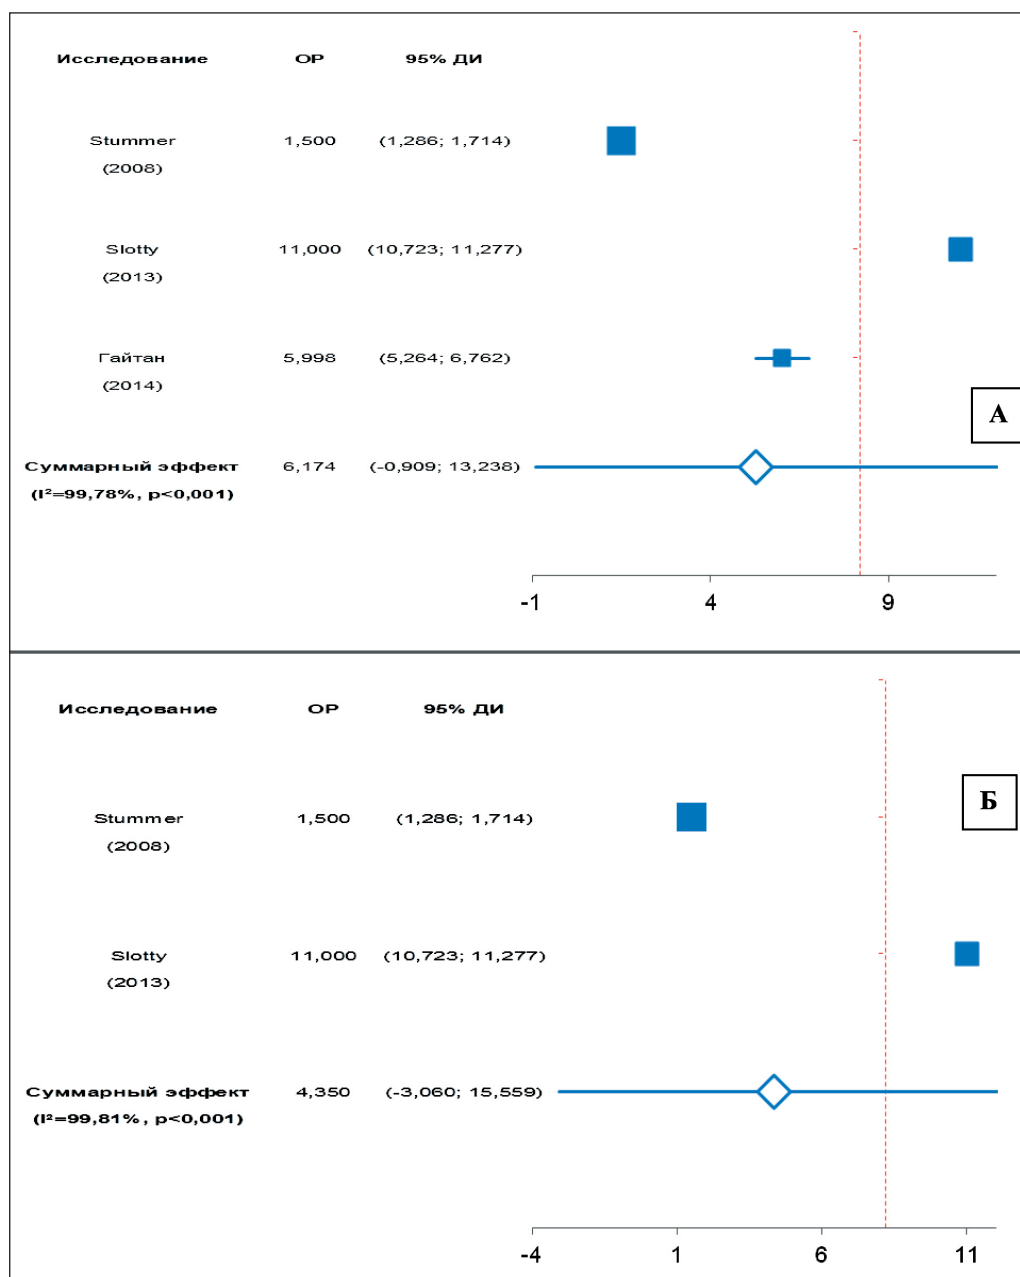 Исследование ОР 95% ДИ
Stummer 1,500 (1,286; 1,714)
(2008)
Slotty 11,000 (10,723; 11,277)
(2013)
Гайтан 5,998 (5,264; 6,762)
(2014)
А
Суммарный эффект 6,174 (-0,909; 13,238)
(I²=99,78%, p<0,001)
-1 4 9
Исследование ОР 95% ДИ
Б
Stummer 1,500 (1,286; 1,714)
(2008)
Slotty 11,000 (10,723; 11,277)
(2013)
Суммарный эффект 4,350 (-3,060; 15,559)
(I²=99,81%, p<0,001)
-4 1 6 11